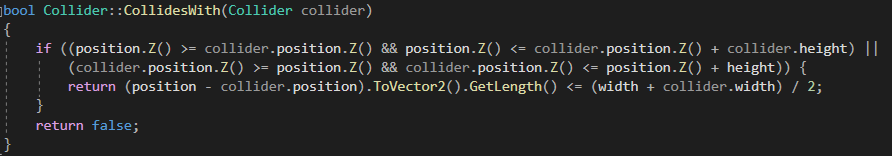 bool Collider::CollidesWith(Collider collider)
{
    if ((position.Z() >= collider.position.Z() && position.Z() <= collider.position.Z() + collider.height) ||
        (collider.position.Z() >= position.Z() && collider.position.Z() <= position.Z() + height)) {
        return (position - collider.position).ToVector2().GetLength() <= (width + collider.width) / 2;
    }
    return false;
}